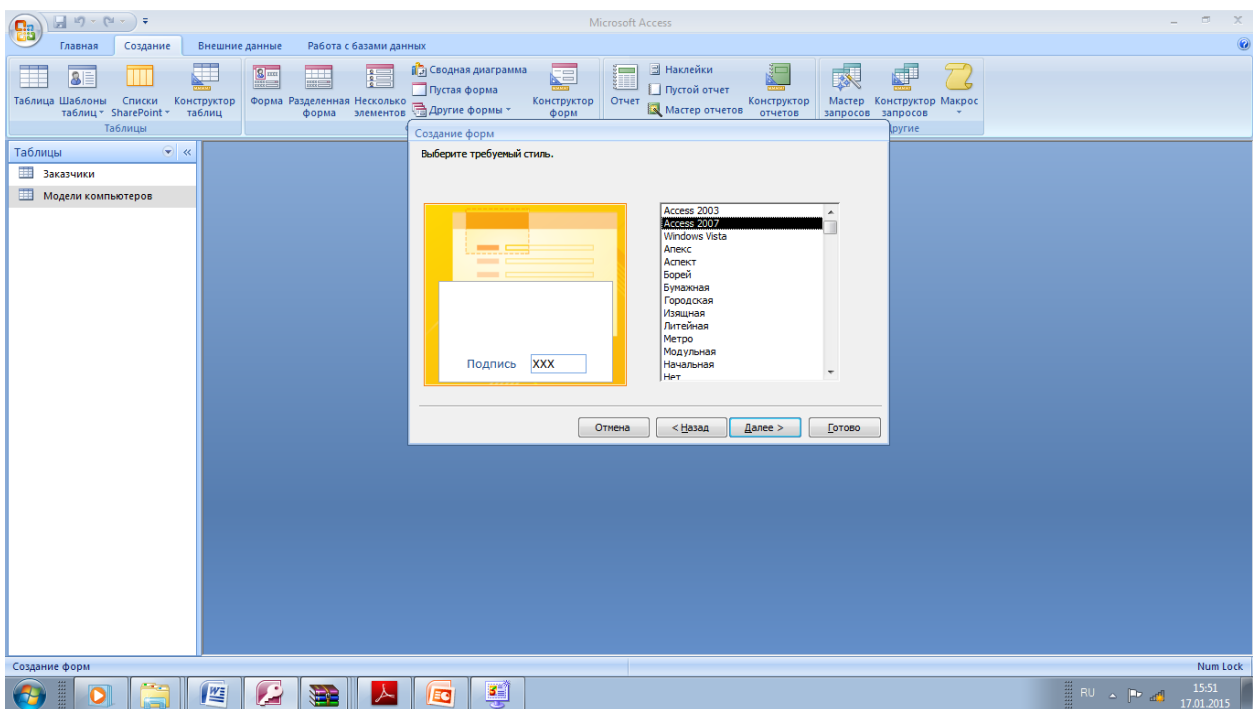 Microsoft Access
Главная Создание Внешние данные Работа с базами данных
Таблица Шаблоны таблиц Списки SharePoint Конструктор таблиц
Таблицы
Форма Разделенная форма Несколько элементов
Сводная диаграмма
Пустая форма
Другие формы
Конструктор форм
Отчет
Наклейки
Пустой отчет
Мастер отчетов
Конструктор отчетов
Мастер запросов Конструктор запросов Макрос
Другие
Таблицы
Заказчики
Модели компьютеров
Создание форм
Выберите требуемый стиль.
Подпись XXX
Access 2003
Access 2007
Windows Vista
Апекс
Аспект
Борей
Бумажная
Городская
Изящная
Литейная
Метро
Модульная
Начальная
Нет
Отмена < Назад Далее > Готово
Создание форм Num Lock
RU 15:51
17.01.2015